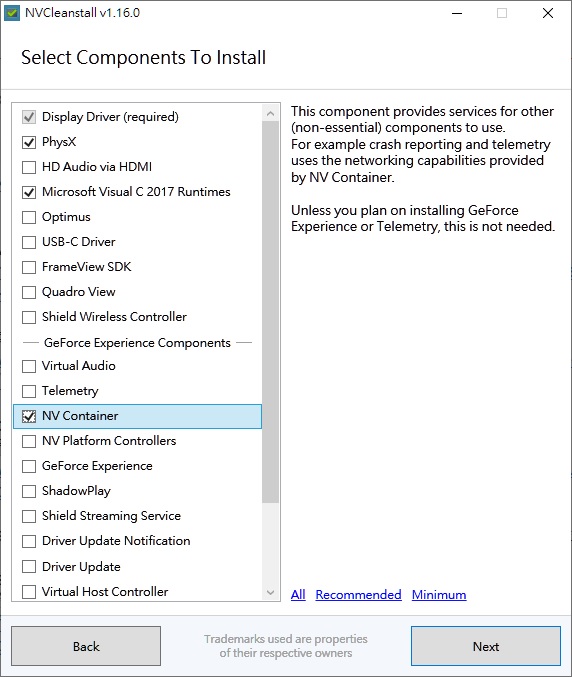 NVCleanstall v1.16.0
Select Components To Install
Display Driver (required)
PhysX
HD Audio via HDMI
Microsoft Visual C 2017 Runtimes
Optimus
USB-C Driver
FrameView SDK
Quadro View
Shield Wireless Controller
GeForce Experience Components
Virtual Audio
Telemetry
NV Container
NV Platform Controllers
GeForce Experience
ShadowPlay
Shield Streaming Service
Driver Update Notification
Driver Update
Virtual Host Controller
This component provides services for other
(non-essential) components to use.
For example crash reporting and telemetry
uses the networking capabilities provided
by NV Container.
Unless you plan on installing GeForce
Experience or Telemetry, this is not needed.
All Recommended Minimum
Back
Trademarks used are properties
of their respective owners
Next